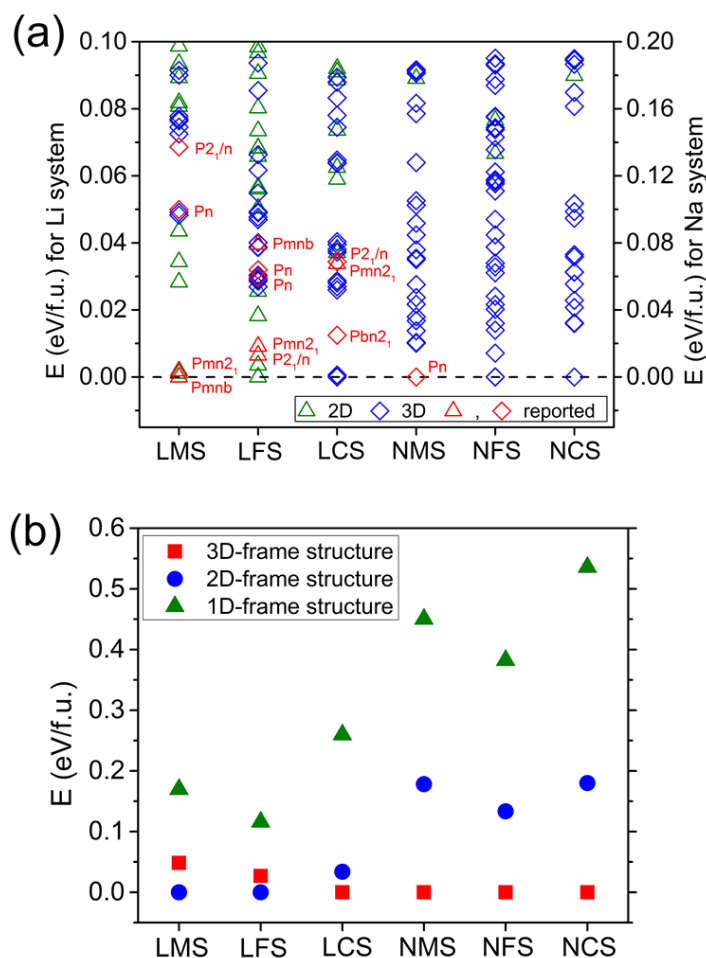 (a)
E (eV/f.u.) for Li system
0.10
0.08
0.06
0.04
0.02
0.00
0.20
0.16
0.12
0.08
0.04
0.00
E (eV/f.u.) for Na system
P2₁/n
Pn
Pmn2₁
Pmnb
Pmnb
Pn
Pn
Pmn2₁
P2₁/n
P2₁/n
Pmn2₁
Pbn2₁
Pn
2D 3D , reported
LMS LFS LCS NMS NFS NCS
(b)
E (eV/f.u.)
0.6
0.5
0.4
0.3
0.2
0.1
0.0
3D-frame structure
2D-frame structure
1D-frame structure
LMS LFS LCS NMS NFS NCS